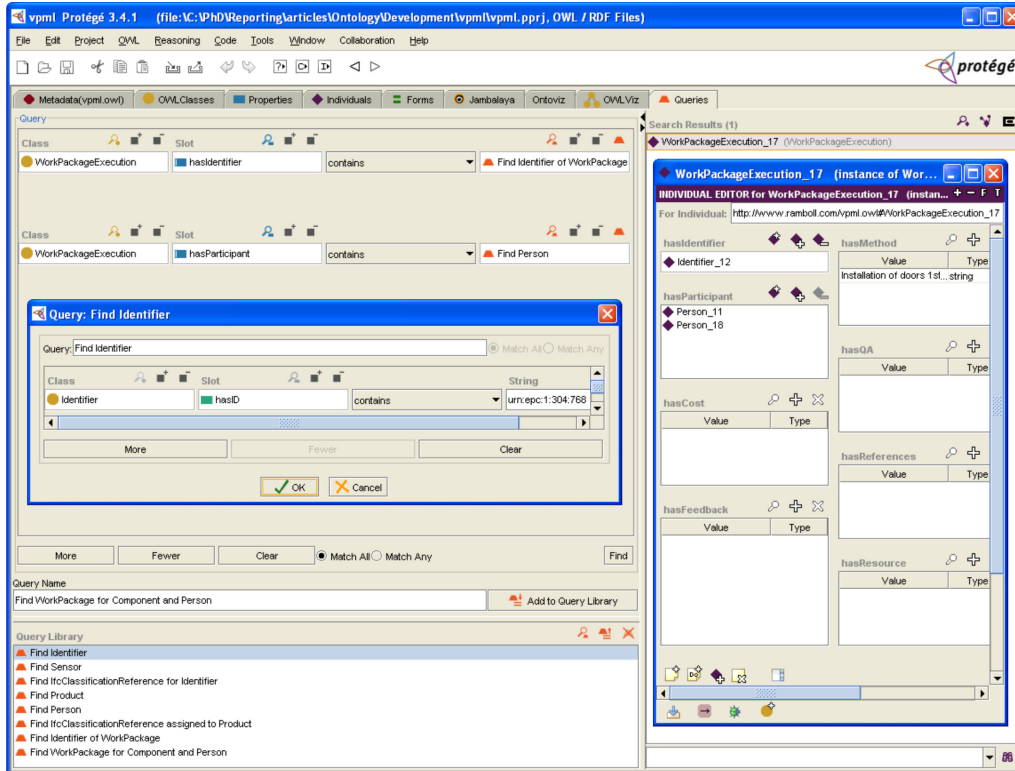 vpml Protégé 3.4.1 (file:\C:\PhD\Reporting\articles\Ontology\Development\vpml\vpml.pprj, OWL / RDF Files)
File Edit Project OWL Reasoning Code Tools Window Collaboration Help
protégé
Metadata(vpml.owl) OWLClasses Properties Individuals Forms Jambalaya Ontoviz OWLViz Queries
Query
Class Slot
WorkPackageExecution hasIdentifier contains Find Identifier of WorkPackage
Class Slot
WorkPackageExecution hasParticipant contains Find Person
Query: Find Identifier
Query: Find Identifier Match All Match Any
Class Slot String
Identifier hasID contains urn:epc:1:304:768
More Fewer Clear
OK Cancel
More Fewer Clear Match All Match Any Find
Query Name
Find WorkPackage for Component and Person Add to Query Library
Query Library
Find Identifier
Find Sensor
Find IfcClassificationReference for Identifier
Find Product
Find Person
Find IfcClassificationReference assigned to Product
Find Identifier of WorkPackage
Find WorkPackage for Component and Person
Search Results (1)
WorkPackageExecution_17 (WorkPackageExecution)
WorkPackageExecution_17 (instance of Wor...
INDIVIDUAL EDITOR for WorkPackageExecution_17 (instan... + − F T
For Individual: http://www.ramboll.com/vpml.owl#WorkPackageExecution_17
hasIdentifier
Identifier_12
hasParticipant
Person_11
Person_18
hasCost
Value Type
hasFeedback
Value Type
hasMethod
Value Type
Installation of doors 1st... string
hasQA
Value Type
hasReferences
Value Type
hasResource
Value Type